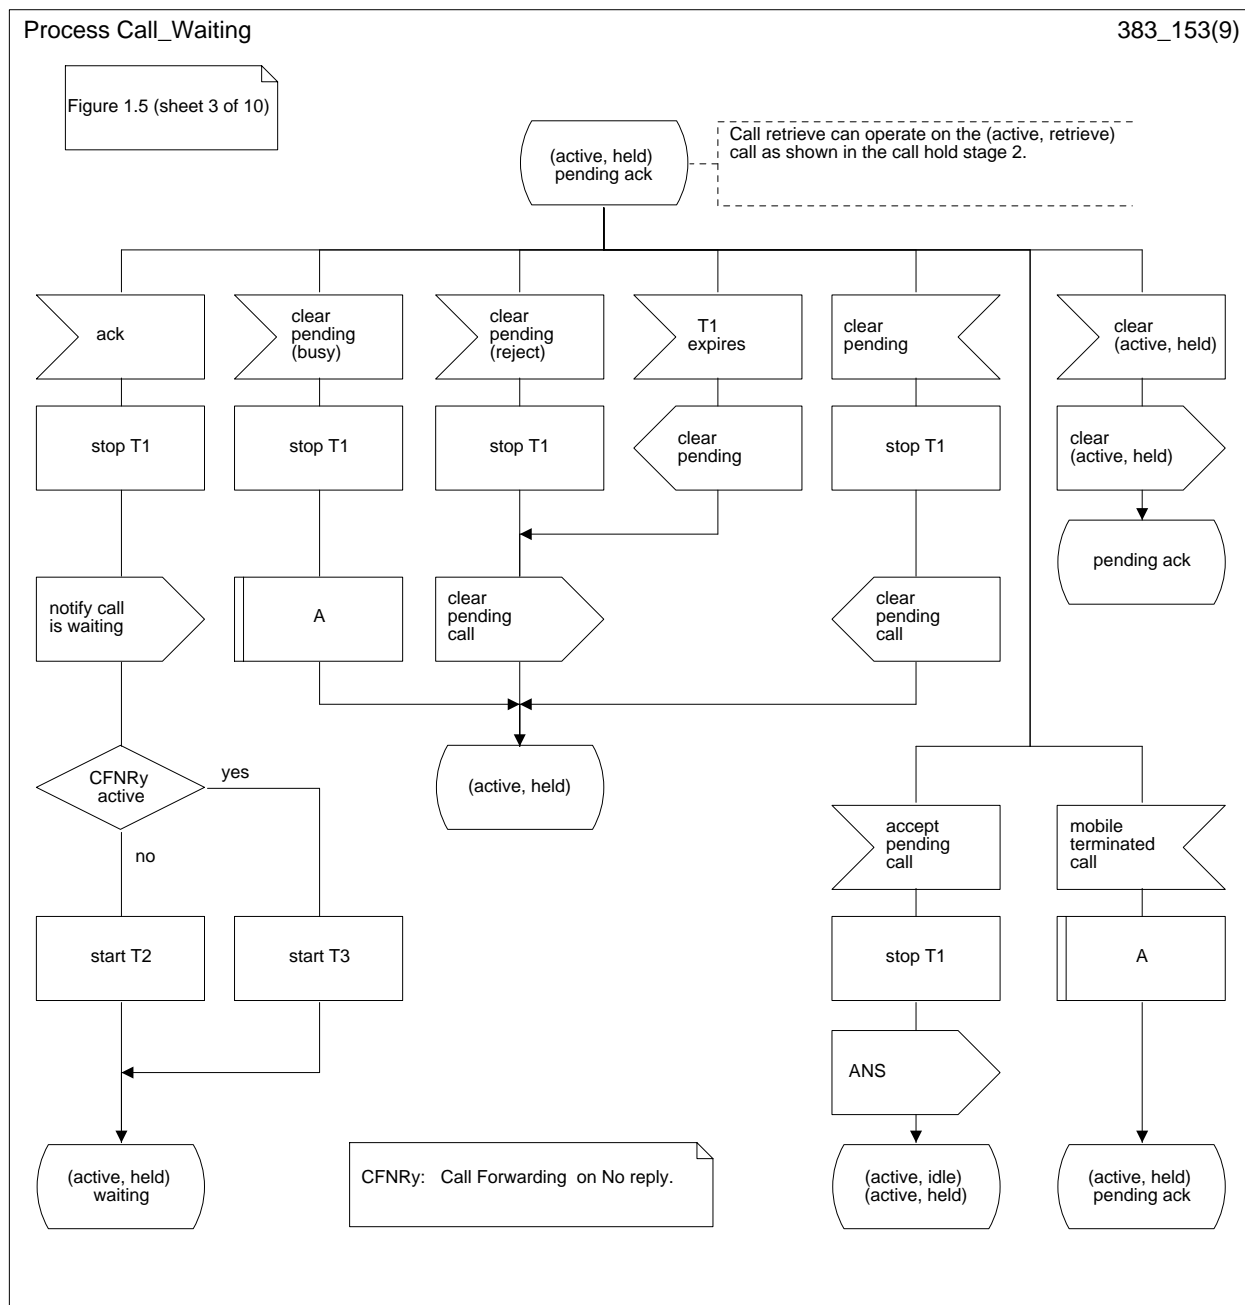 Process Call_Waiting
383_153(9)
Figure 1.5 (sheet 3 of 10)
(active, held)
pending ack
Call retrieve can operate on the (active, retrieve)
call as shown in the call hold stage 2.
ack
clear
pending
(busy)
clear
pending
(reject)
T1
expires
clear
pending
clear
(active, held)
stop T1
stop T1
stop T1
clear
pending
stop T1
clear
(active, held)
pending ack
notify call
is waiting
A
clear
pending
call
clear
pending
call
CFNRy
active
yes
no
(active, held)
accept
pending
call
mobile
terminated
call
start T2
start T3
stop T1
A
ANS
(active, held)
waiting
CFNRy: Call Forwarding on No reply.
(active, idle)
(active, held)
(active, held)
pending ack